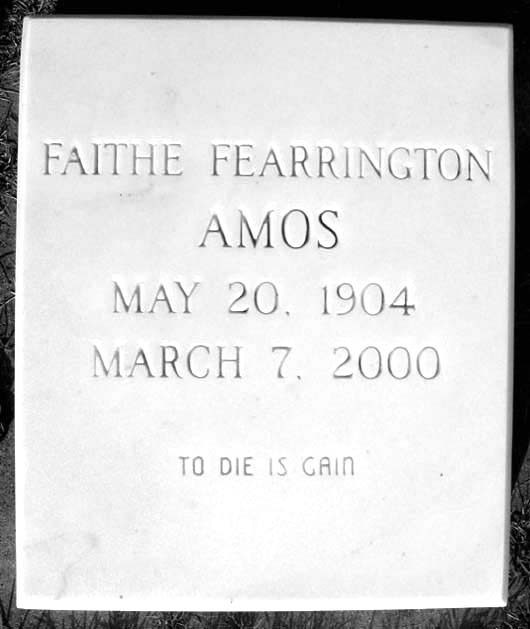 FAITHE FEARRINGTON
AMOS
MAY 20, 1904
MARCH 7, 2000
TO DIE IS GAIN